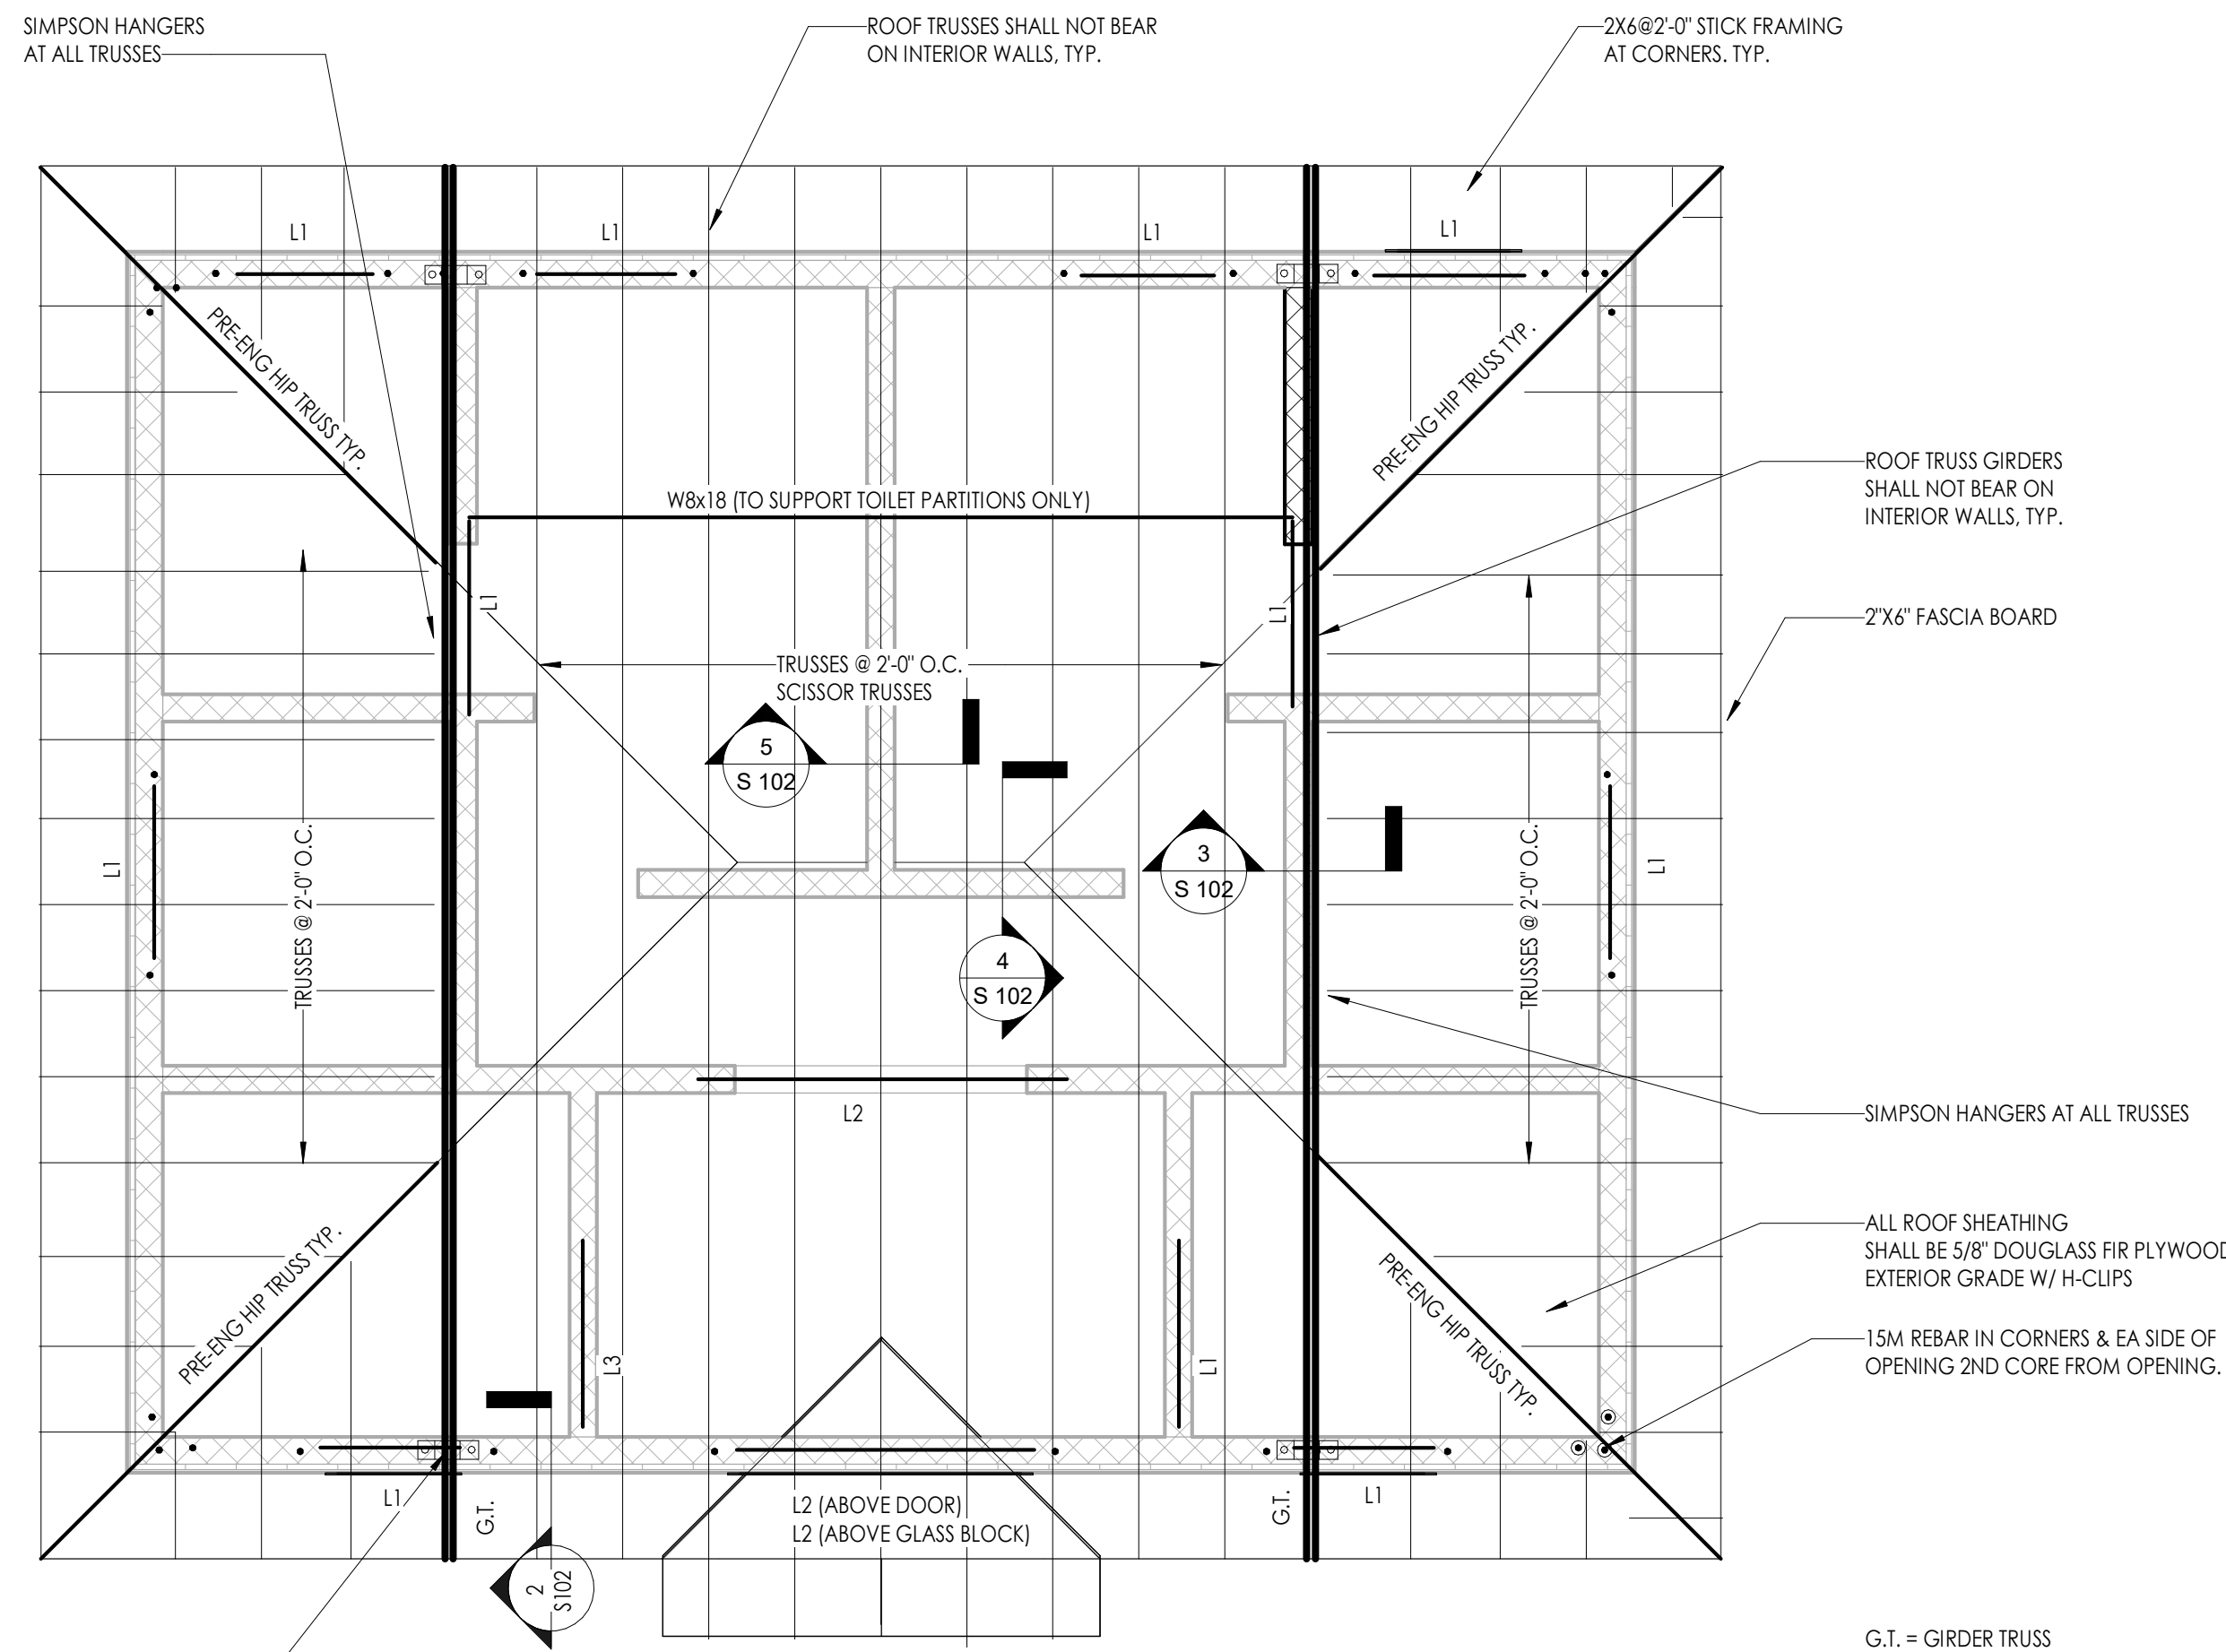 SIMPSON HANGERS
AT ALL TRUSSES
ROOF TRUSSES SHALL NOT BEAR
ON INTERIOR WALLS, TYP.
2X6@2'-0" STICK FRAMING
AT CORNERS. TYP.
L1
L1
L1
L1
PRE-ENG HIP TRUSS TYP.
PRE-ENG HIP TRUSS TYP.
W8x18 (TO SUPPORT TOILET PARTITIONS ONLY)
ROOF TRUSS GIRDERS
SHALL NOT BEAR ON
INTERIOR WALLS, TYP.
L1
L1
2"X6" FASCIA BOARD
TRUSSES @ 2'-0" O.C.
SCISSOR TRUSSES
5
S 102
3
S 102
4
S 102
L1
TRUSSES @ 2'-0" O.C.
TRUSSES @ 2'-0" O.C.
L1
L2
SIMPSON HANGERS AT ALL TRUSSES
ALL ROOF SHEATHING
SHALL BE 5/8" DOUGLASS FIR PLYWOOD
EXTERIOR GRADE W/ H-CLIPS
PRE-ENG HIP TRUSS TYP.
PRE-ENG HIP TRUSS TYP.
15M REBAR IN CORNERS & EA SIDE OF
OPENING 2ND CORE FROM OPENING.
L3
L1
L1
G.T.
L2 (ABOVE DOOR)
L2 (ABOVE GLASS BLOCK)
G.T.
L1
2
S102
G.T. = GIRDER TRUSS